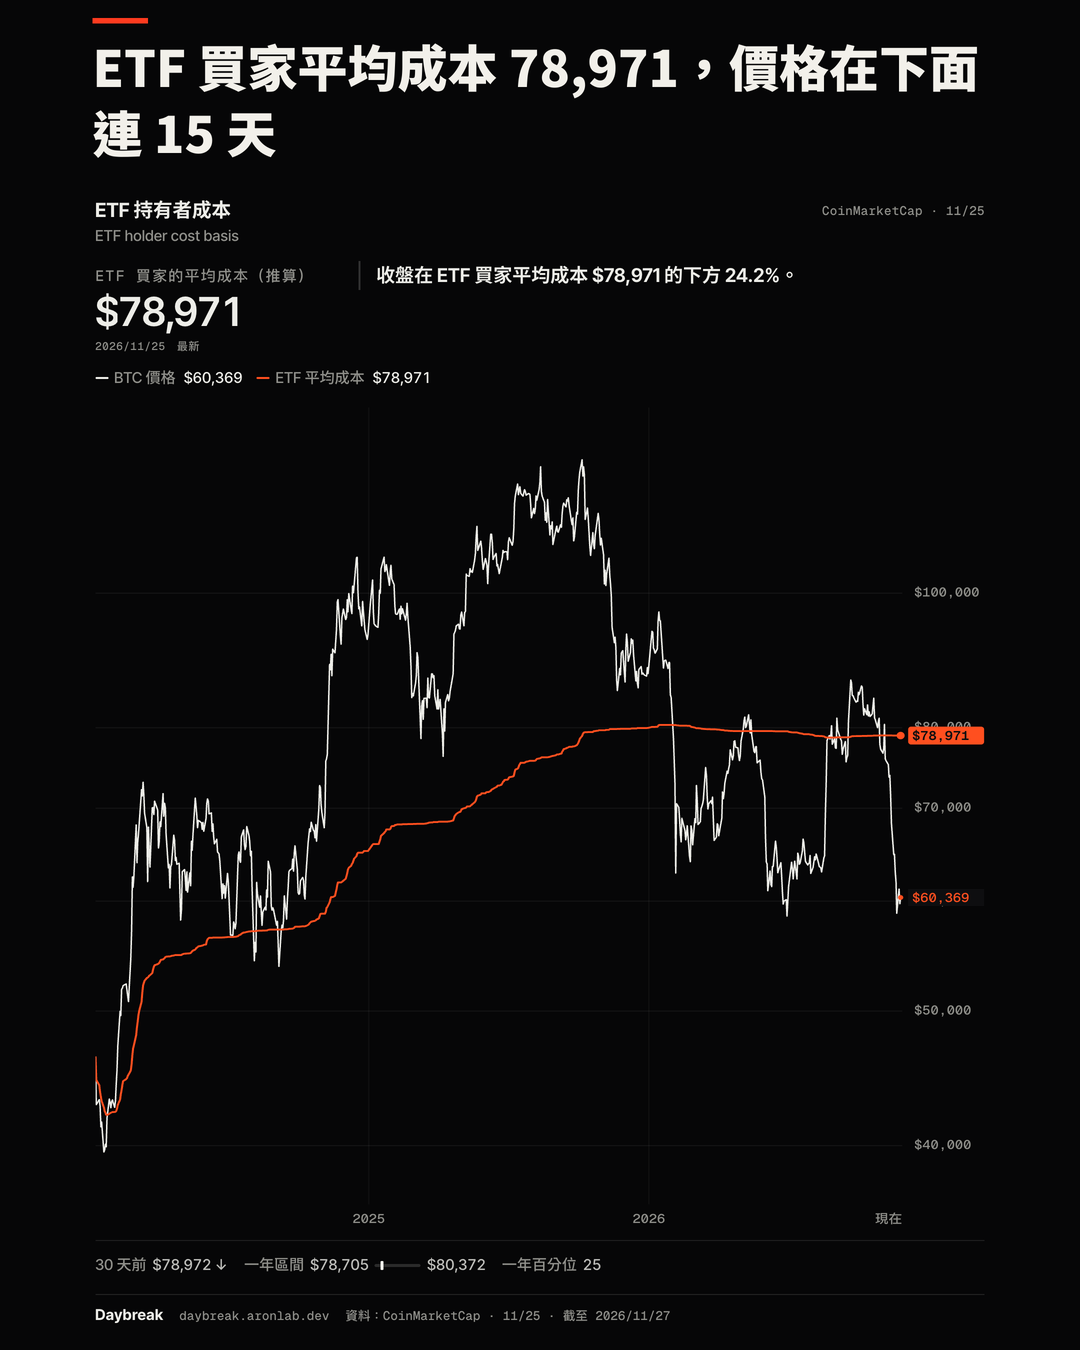 ETF 買家平均成本 78,971，價格在下面
連 15 天
ETF 持有者成本
CoinMarketCap · 11/25
ETF holder cost basis
ETF 買家的平均成本（推算）
收盤在 ETF 買家平均成本 $78,971 的下方 24.2%。
$78,971
2026/11/25 最新
BTC 價格 $60,369 ETF 平均成本 $78,971
$100,000
$80,000
$78,971
$70,000
$60,369
$50,000
$40,000
2025 2026 現在
30 天前 $78,972 ↓ 一年區間 $78,705 $80,372 一年百分位 25
Daybreak daybreak.aronlab.dev 資料：CoinMarketCap · 11/25 · 截至 2026/11/27